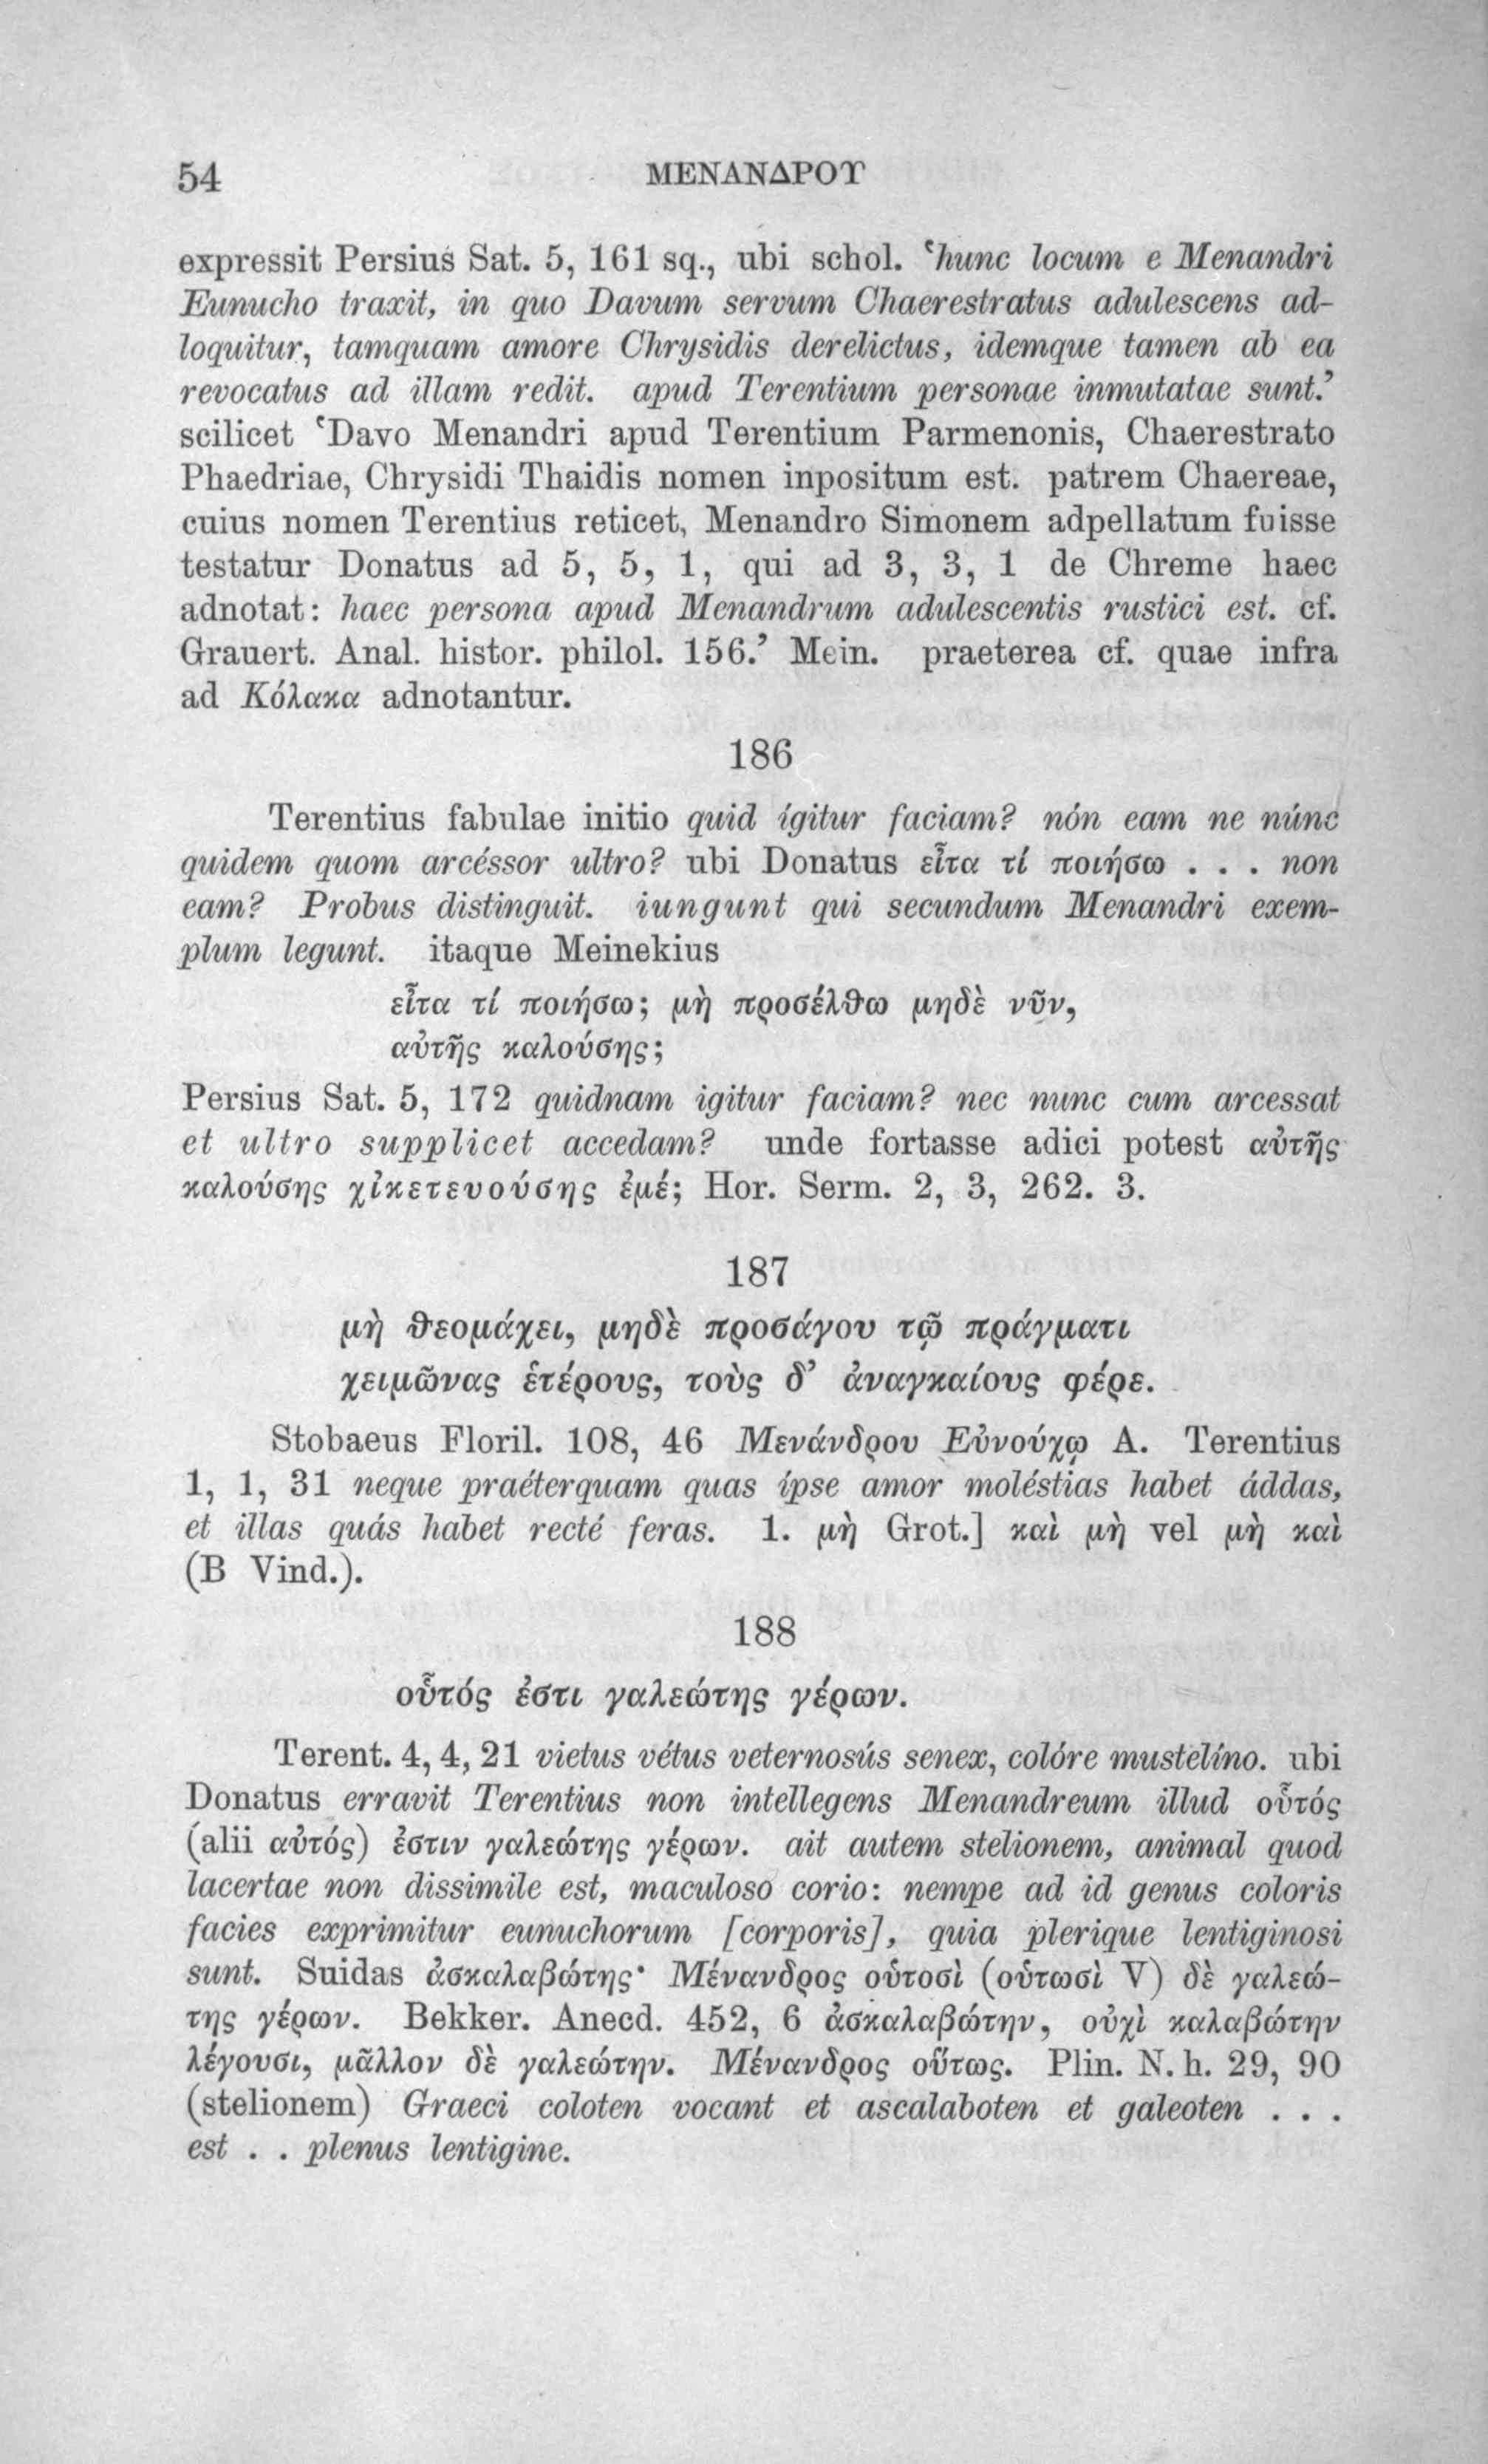 54 ΜΕΝΑΝΔΡΟΥ
expressit Persius Sat. 5, 161 sq., ubi schol. ‘hunc locum e Menandri
Eunucho traxit, in quo Davum servum Chaerestratus adulescens ad-
loquitur, tamquam amore Chrysidis derelictus, idemque tamen ab ea
revocatus ad illam redit. apud Terentium personae inmutatae sunt.’
scilicet ‘Davo Menandri apud Terentium Parmenonis, Chaerestrato
Phaedriae, Chrysidi Thaidis nomen inpositum est. patrem Chaereae,
cuius nomen Terentius reticet, Menandro Simonem adpellatum fuisse
testatur Donatus ad 5, 5, 1, qui ad 3, 3, 1 de Chreme haec
adnotat: haec persona apud Menandrum adulescentis rustici est. cf.
Grauert. Anal. histor. philol. 156.’ Mein. praeterea cf. quae infra
ad Κόλακα adnotantur.
186
Terentius fabulae initio quid ígitur faciam? nón eam ne núnc
quidem quom arcéssor ultro? ubi Donatus εἶτα τί ποιήσω . . . non
eam? Probus distinguit. iungunt qui secundum Menandri exem-
plum legunt. itaque Meinekius
εἶτα τί ποιήσω; μὴ προσέλθω μηδὲ νῦν,
αὐτῆς καλούσης;
Persius Sat. 5, 172 quidnam igitur faciam? nec nunc cum arcessat
et ultro supplicet accedam? unde fortasse adici potest αὐτῆς
καλούσης χἰκετευούσης ἐμέ; Hor. Serm. 2, 3, 262. 3.
187
μὴ θεομάχει, μηδὲ προσάγου τῷ πράγματι
χειμῶνας ἑτέρους, τοὺς δ’ ἀναγκαίους φέρε.
Stobaeus Floril. 108, 46 Μενάνδρου Εὐνούχῳ A. Terentius
1, 1, 31 neque praéterquam quas ípse amor moléstias habet áddas,
et illas quás habet recté feras. 1. μὴ Grot.] καὶ μὴ vel μὴ καὶ
(B Vind.).
188
οὗτός ἐστι γαλεώτης γέρων.
Terent. 4, 4, 21 vietus vétus veternosús senex, colóre mustelíno. ubi
Donatus erravit Terentius non intellegens Menandreum illud οὗτός
(alii αὐτός) ἐστιν γαλεώτης γέρων. ait autem stelionem, animal quod
lacertae non dissimile est, maculoso corio: nempe ad id genus coloris
facies exprimitur eunuchorum [corporis], quia plerique lentiginosi
sunt. Suidas ἀσκαλαβώτης· Μένανδρος οὑτοσὶ (οὑτωσὶ V) δὲ γαλεώ-
της γέρων. Bekker. Anecd. 452, 6 ἀσκαλαβώτην, οὐχὶ καλαβώτην
λέγουσι, μᾶλλον δὲ γαλεώτην. Μένανδρος οὕτως. Plin. N. h. 29, 90
(stelionem) Graeci coloten vocant et ascalaboten et galeoten . . .
est . . plenus lentigine.